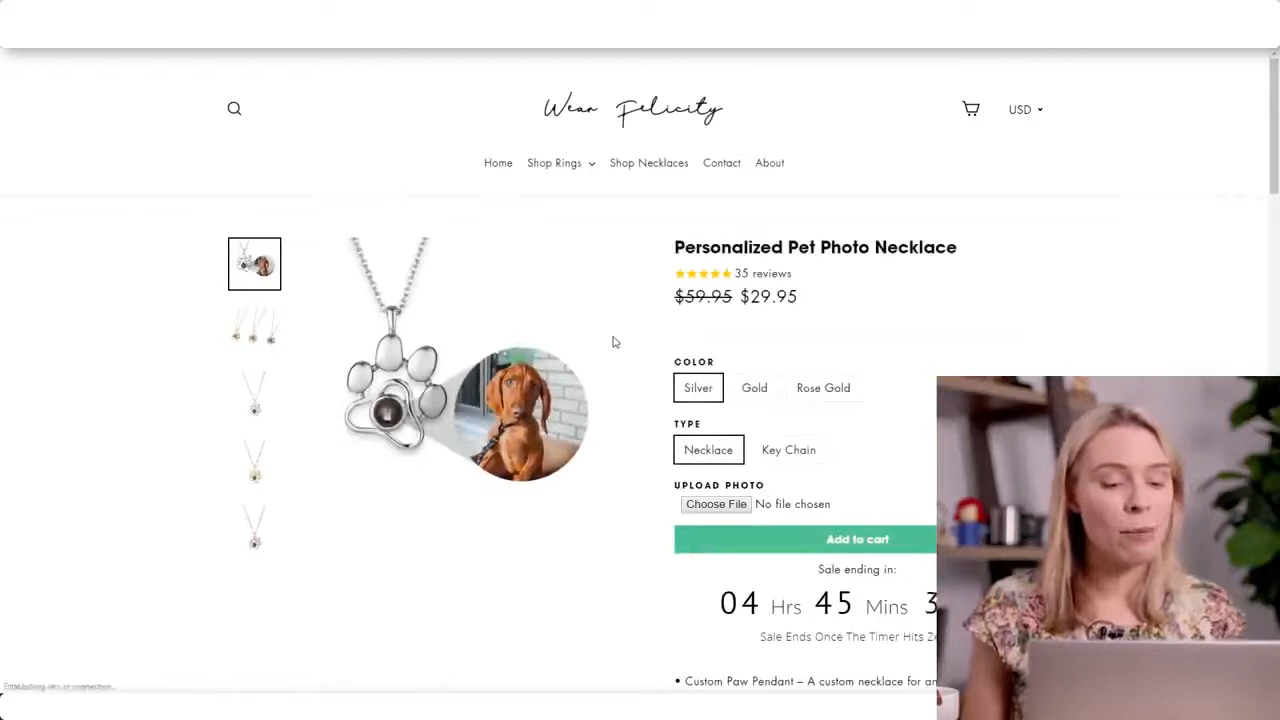 Wear Felicity
USD
Home Shop Rings Shop Necklaces Contact About
Personalized Pet Photo Necklace
35 reviews
$59.95 $29.95
COLOR
Silver Gold Rose Gold
TYPE
Necklace Key Chain
UPLOAD PHOTO
Choose File No file chosen
Add to cart
Sale ending in:
04 Hrs 45 Mins
Sale Ends Once The Timer Hits
• Custom Paw Pendant – A custom necklace for